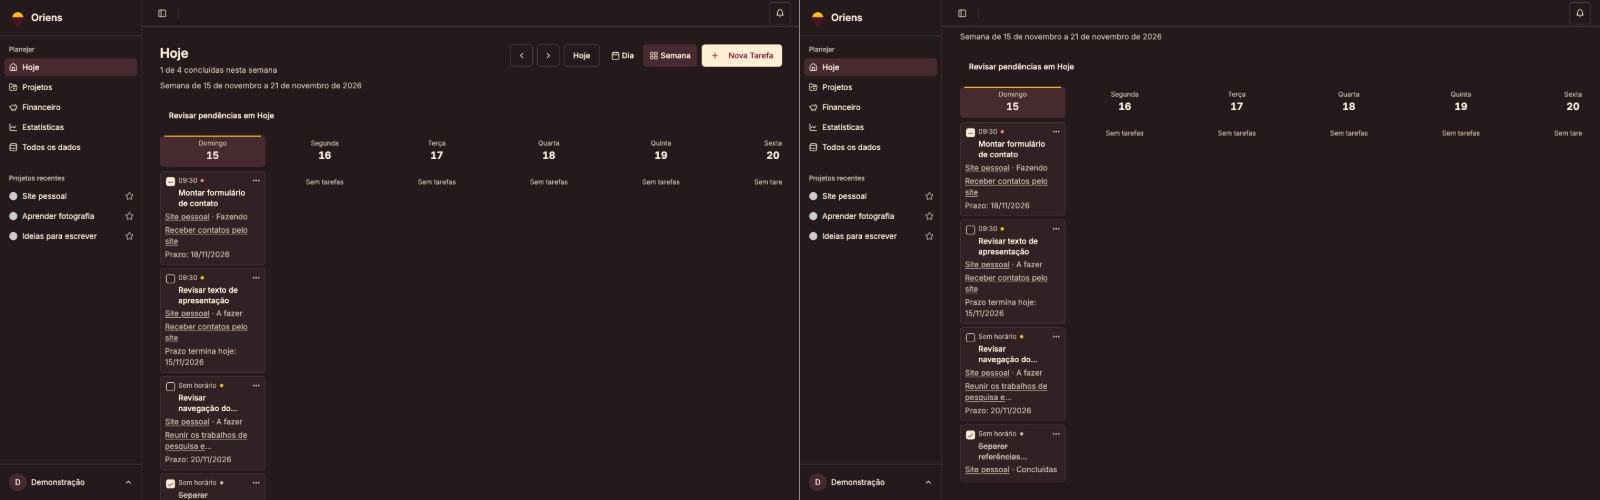 Oriens
Planejar
Hoje
Projetos
Financeiro
Estatísticas
Todos os dados
Projetos recentes
Site pessoal
Aprender fotografia
Ideias para escrever
D Demonstração
Hoje
1 de 4 concluídas nesta semana
Semana de 15 de novembro a 21 de novembro de 2026
Hoje
Dia
Semana
+ Nova Tarefa
Revisar pendências em Hoje
Domingo
15
Segunda
16
Terça
17
Quarta
18
Quinta
19
Sexta
20
Sem tarefas
Sem tarefas
Sem tarefas
Sem tarefas
Sem tare
09:30
Montar formulário
de contato
Site pessoal · Fazendo
Receber contatos pelo
site
Prazo: 18/11/2026
09:30
Revisar texto de
apresentação
Site pessoal · A fazer
Receber contatos pelo
site
Prazo termina hoje:
15/11/2026
Sem horário
Revisar
navegação do...
Site pessoal · A fazer
Reunir os trabalhos de
pesquisa e...
Prazo: 20/11/2026
Sem horário
Separar
Oriens
Planejar
Hoje
Projetos
Financeiro
Estatísticas
Todos os dados
Projetos recentes
Site pessoal
Aprender fotografia
Ideias para escrever
D Demonstração
Semana de 15 de novembro a 21 de novembro de 2026
Revisar pendências em Hoje
Domingo
15
Segunda
16
Terça
17
Quarta
18
Quinta
19
Sexta
20
Sem tarefas
Sem tarefas
Sem tarefas
Sem tarefas
Sem tare
09:30
Montar formulário
de contato
Site pessoal · Fazendo
Receber contatos pelo
site
Prazo: 18/11/2026
09:30
Revisar texto de
apresentação
Site pessoal · A fazer
Receber contatos pelo
site
Prazo termina hoje:
15/11/2026
Sem horário
Revisar
navegação do...
Site pessoal · A fazer
Reunir os trabalhos de
pesquisa e...
Prazo: 20/11/2026
Sem horário
Separar
referências...
Site pessoal · Concluídas